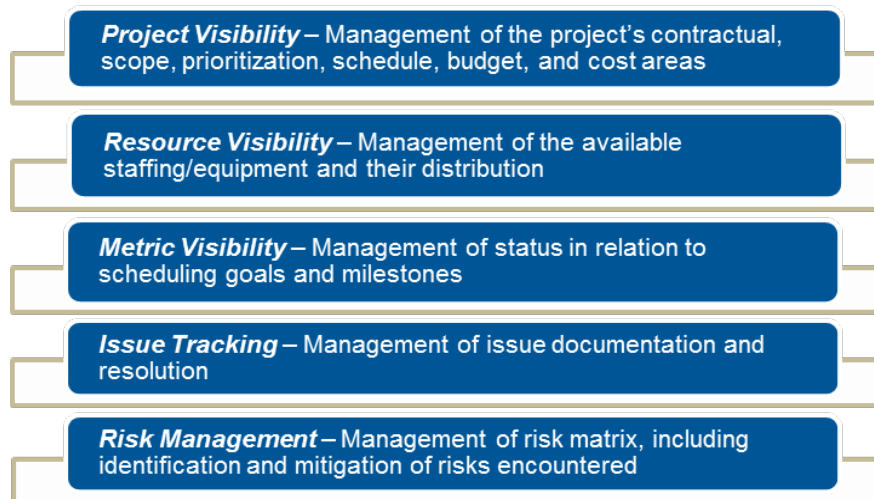 Project Visibility – Management of the project's contractual,
scope, prioritization, schedule, budget, and cost areas
Resource Visibility – Management of the available
staffing/equipment and their distribution
Metric Visibility – Management of status in relation to
scheduling goals and milestones
Issue Tracking – Management of issue documentation and
resolution
Risk Management – Management of risk matrix, including
identification and mitigation of risks encountered